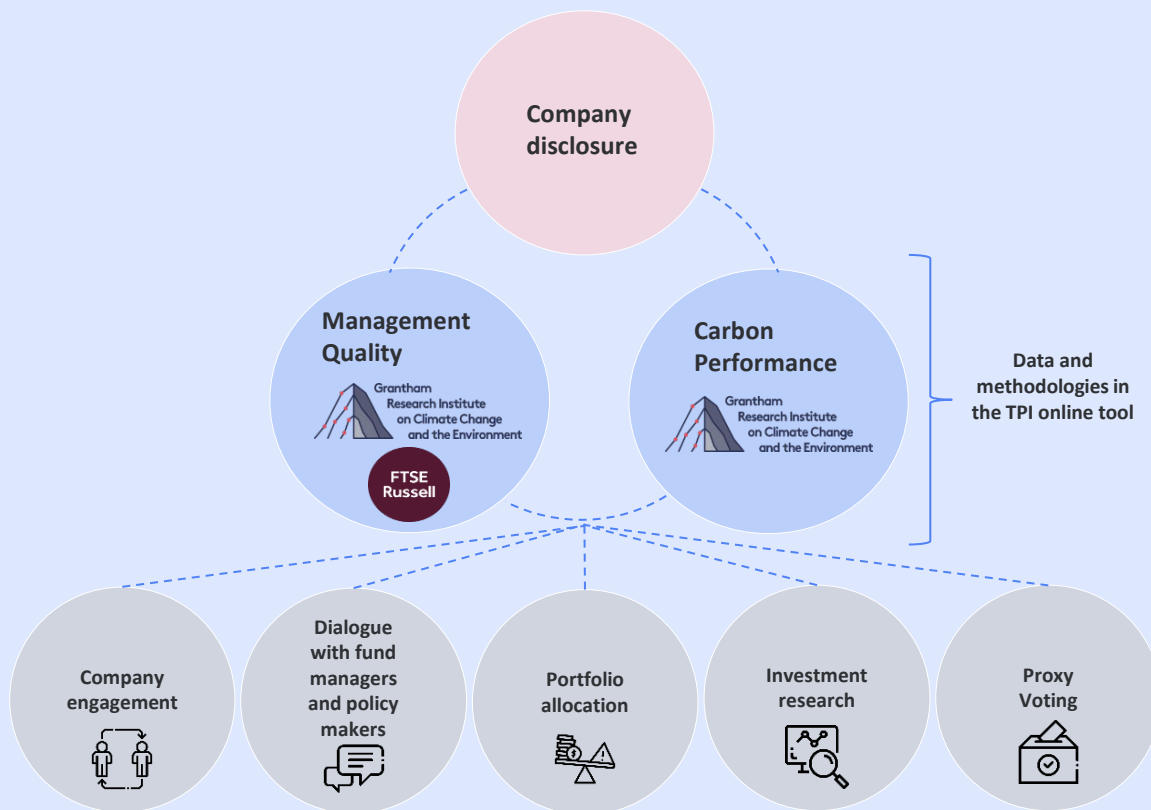 Company
disclosure
Management
Quality
Grantham
Research Institute
on Climate Change
and the Environment
FTSE
Russell
Carbon
Performance
Grantham
Research Institute
on Climate Change
and the Environment
Data and
methodologies in
the TPI online tool
Company
engagement
Dialogue
with fund
managers
and policy
makers
Portfolio
allocation
Investment
research
Proxy
Voting